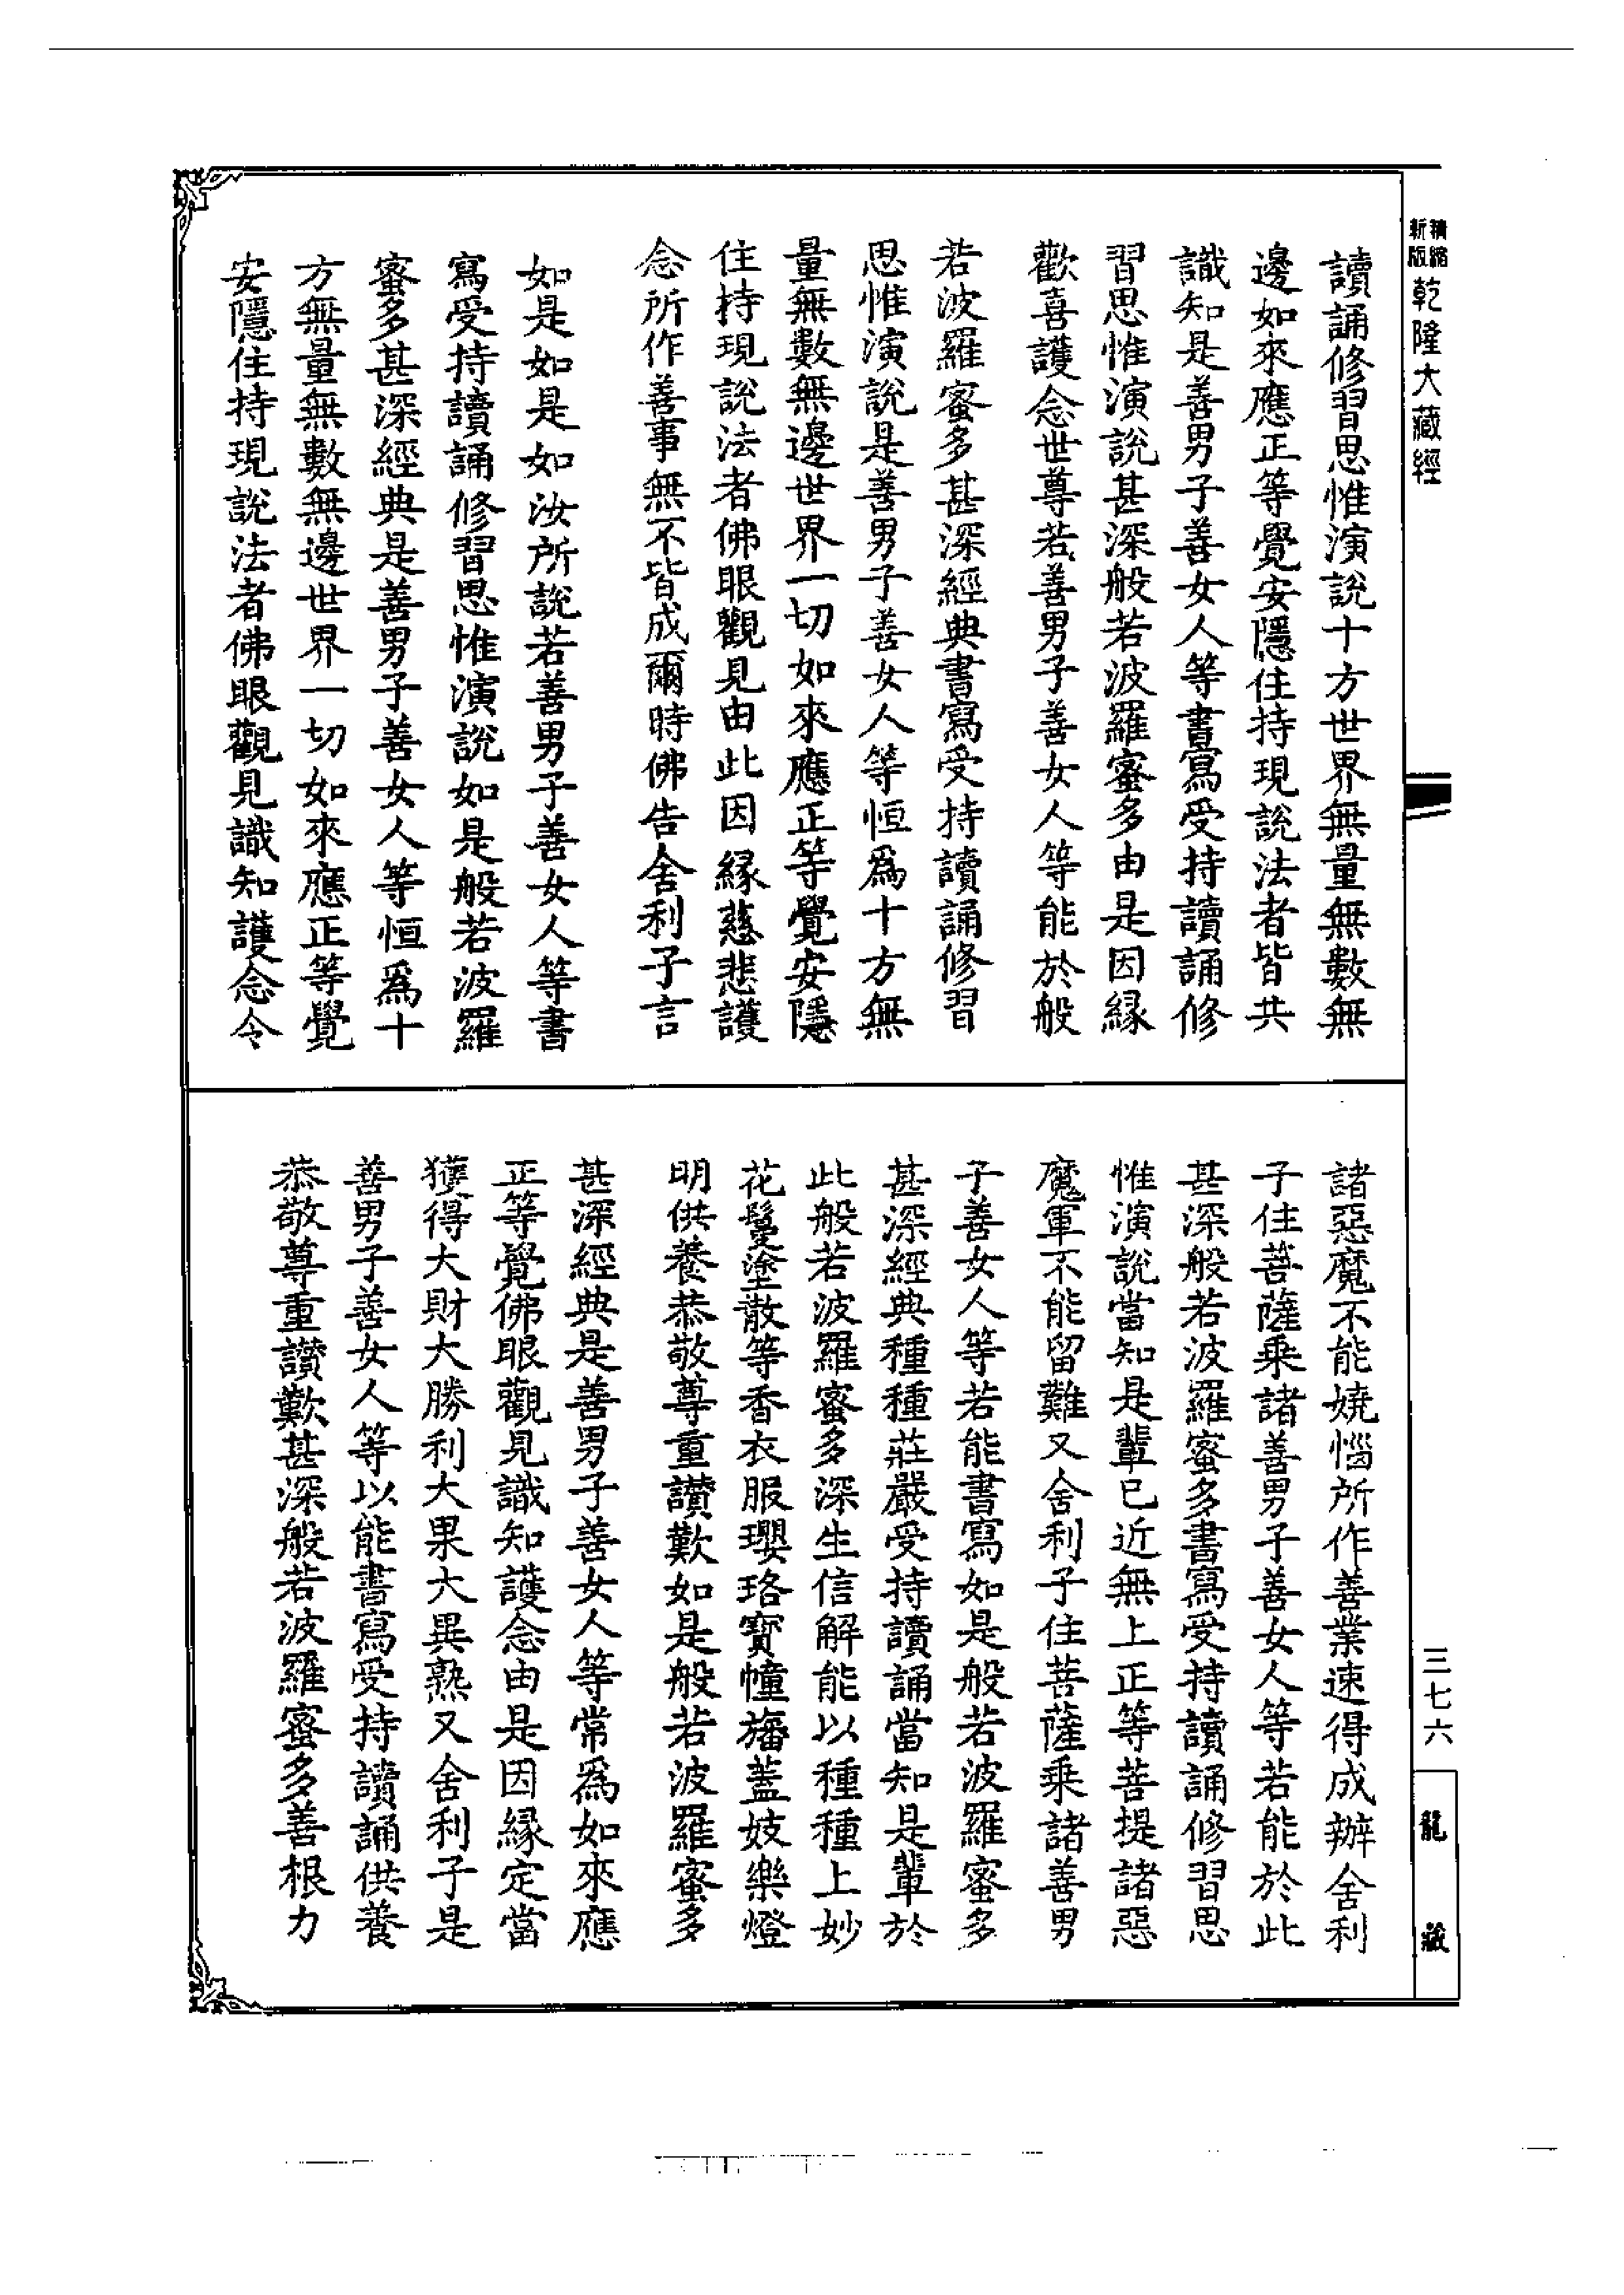 新版
精縮
乾隆大藏經
讀誦修習思惟演說十方世界無量無數無
邊如來應正等覺安隱住持現說法者皆共
識知是善男子善女人等書寫受持讀誦修
習思惟演說甚深般若波羅蜜多由是因緣
歡喜護念世尊若善男子善女人等能於般
若波羅蜜多甚深經典書寫受持讀誦修習
思惟演說是善男子善女人等恒爲十方無
量無數無邊世界一切如來應正等覺安隱
住持現說法者佛眼觀見由此因緣慈悲護
念所作善事無不皆成爾時佛告舍利子言
如是如是如汝所說若善男子善女人等書
寫受持讀誦修習思惟演說如是般若波羅
蜜多甚深經典是善男子善女人等恒爲十
方無量無數無邊世界一切如來應正等覺
安隱住持現說法者佛眼觀見識知護念令
諸惡魔不能嬈惱所作善業速得成辦舍利
子住菩薩乘諸善男子善女人等若能於此
甚深般若波羅蜜多書寫受持讀誦修習思
惟演說當知是輩已近無上正等菩提諸惡
魔軍不能留難又舍利子住菩薩乘諸善男
子善女人等若能書寫如是般若波羅蜜多
甚深經典種種莊嚴受持讀誦當知是輩於
此般若波羅蜜多深生信解能以種種上妙
花鬘塗散等香衣服瓔珞寶幢旛蓋妓樂燈
明供養恭敬尊重讚歎如是般若波羅蜜多
甚深經典是善男子善女人等常爲如來應
正等覺佛眼觀見識知護念由是因緣定當
獲得大財大勝利大果大異熟又舍利子是
善男子善女人等以能書寫受持讀誦供養
恭敬尊重讚歎甚深般若波羅蜜多善根力
三七六
龍藏